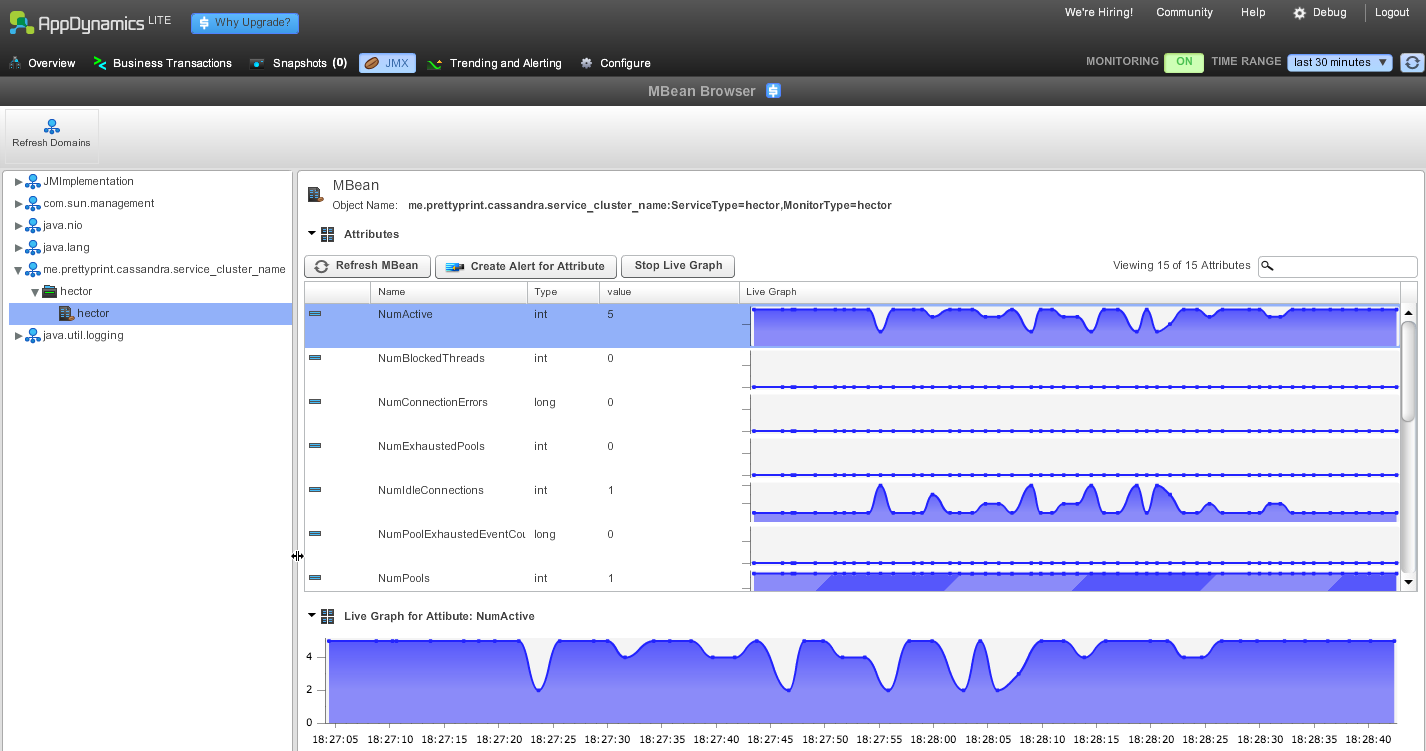 AppDynamics LITE Why Upgrade? We're Hiring! Community Help Debug Logout
Overview Business Transactions Snapshots (0) JMX Trending and Alerting Configure MONITORING ON TIME RANGE last 30 minutes
MBean Browser
Refresh Domains
JMImplementation
com.sun.management
java.nio
java.lang
me.prettyprint.cassandra.service_cluster_name
hector
hector
java.util.logging
MBean
Object Name: me.prettyprint.cassandra.service_cluster_name:ServiceType=hector,MonitorType=hector
Attributes
Refresh MBean Create Alert for Attribute Stop Live Graph Viewing 15 of 15 Attributes
Name Type value Live Graph
NumActive int 5
NumBlockedThreads int 0
NumConnectionErrors long 0
NumExhaustedPools int 0
NumIdleConnections int 1
NumPoolExhaustedEventCou long 0
NumPools int 1
Live Graph for Attibute: NumActive
4
2
0
18:27:05 18:27:10 18:27:15 18:27:20 18:27:25 18:27:30 18:27:35 18:27:40 18:27:45 18:27:50 18:27:55 18:28:00 18:28:05 18:28:10 18:28:15 18:28:20 18:28:25 18:28:30 18:28:35 18:28:40